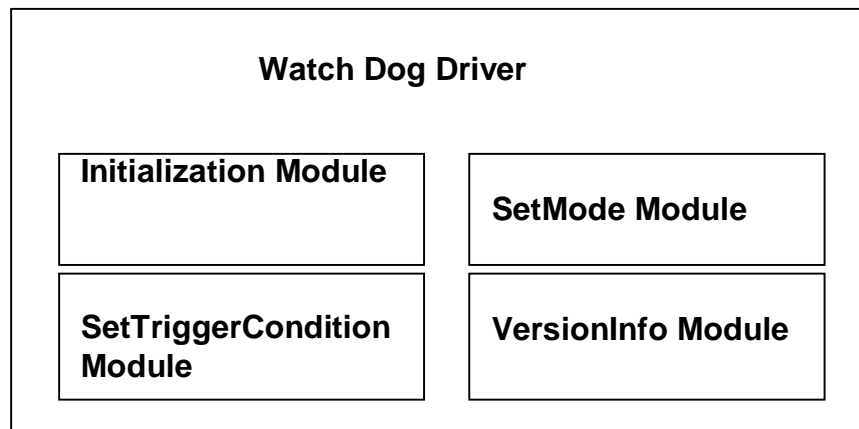 Watch Dog Driver
Initialization Module
SetMode Module
SetTriggerCondition
Module
VersionInfo Module